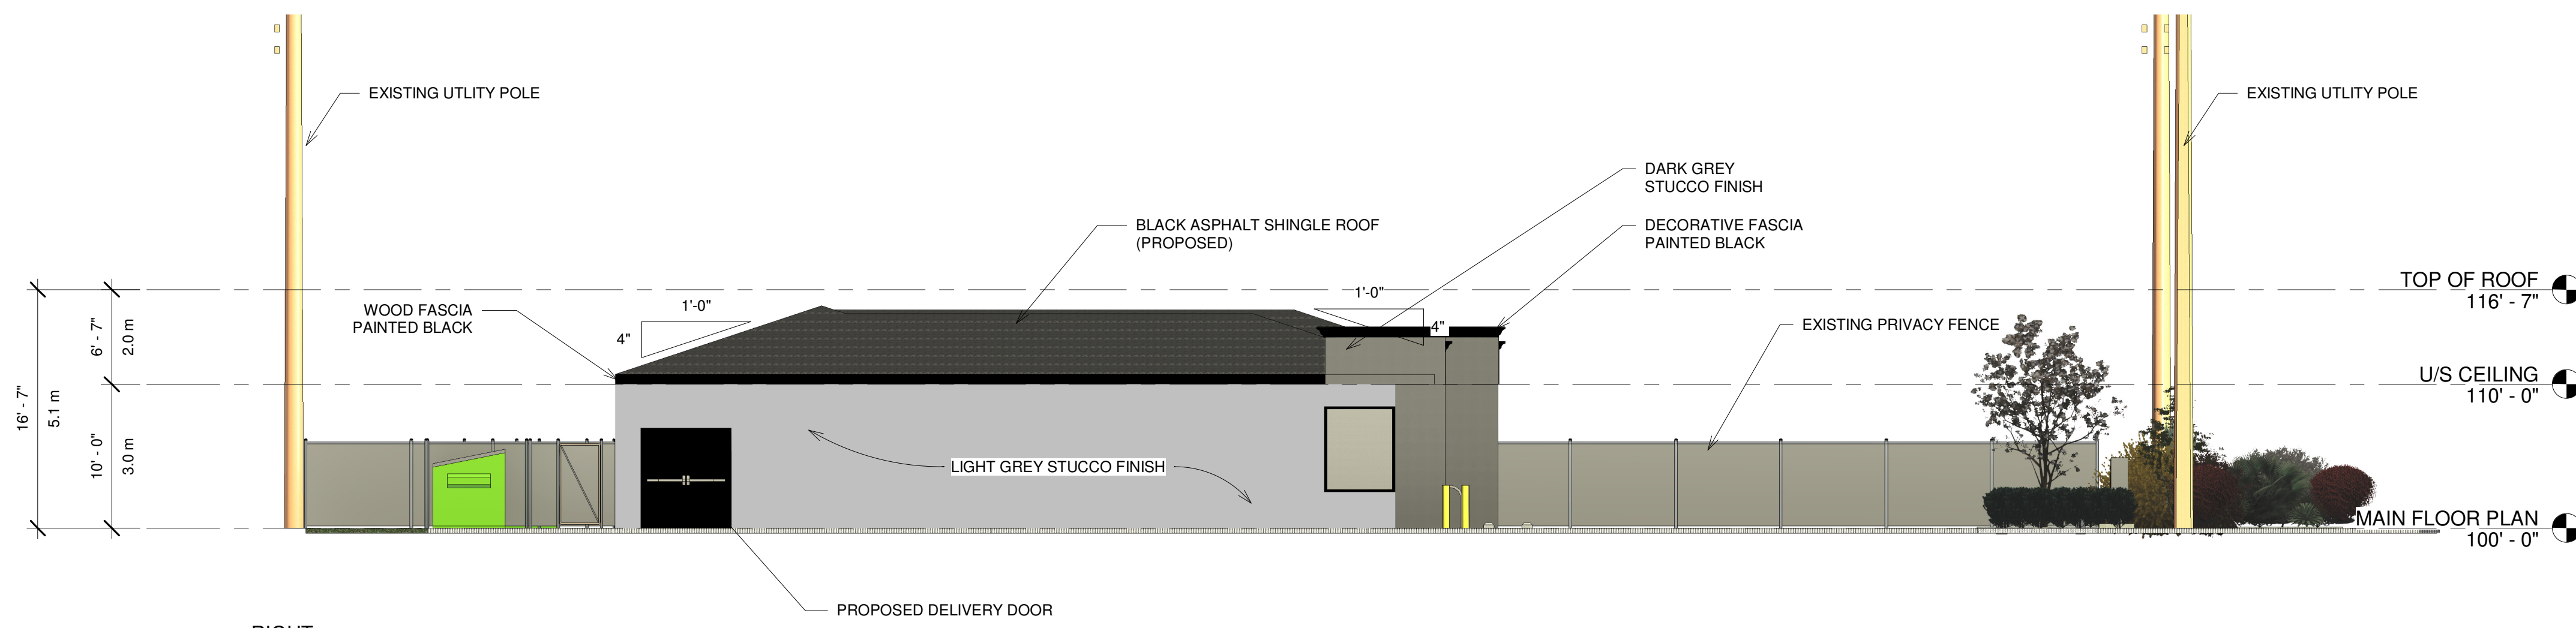 EXISTING UTLITY POLE
EXISTING UTLITY POLE
DARK GREY
STUCCO FINISH
BLACK ASPHALT SHINGLE ROOF
(PROPOSED)
DECORATIVE FASCIA
PAINTED BLACK
TOP OF ROOF
116' - 7"
WOOD FASCIA
PAINTED BLACK
1'-0"
4"
1'-0"
4"
EXISTING PRIVACY FENCE
6' - 7"
2.0 m
16' - 7"
5.1 m
U/S CEILING
110' - 0"
10' - 0"
3.0 m
LIGHT GREY STUCCO FINISH
MAIN FLOOR PLAN
100' - 0"
PROPOSED DELIVERY DOOR
RIGHT